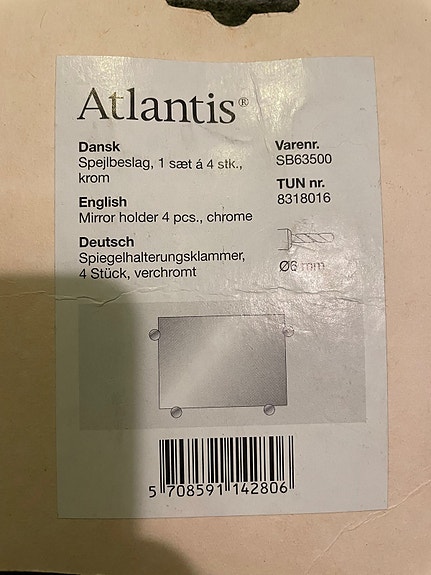 Atlantis®
Dansk
Spejlbeslag, 1 sæt á 4 stk.,
krom
English
Mirror holder 4 pcs., chrome
Deutsch
Spiegelhalterungsklammer,
4 Stück, verchromt
Varenr.
SB63500
TUN nr.
8318016
Ø6 mm
5 708591 142806